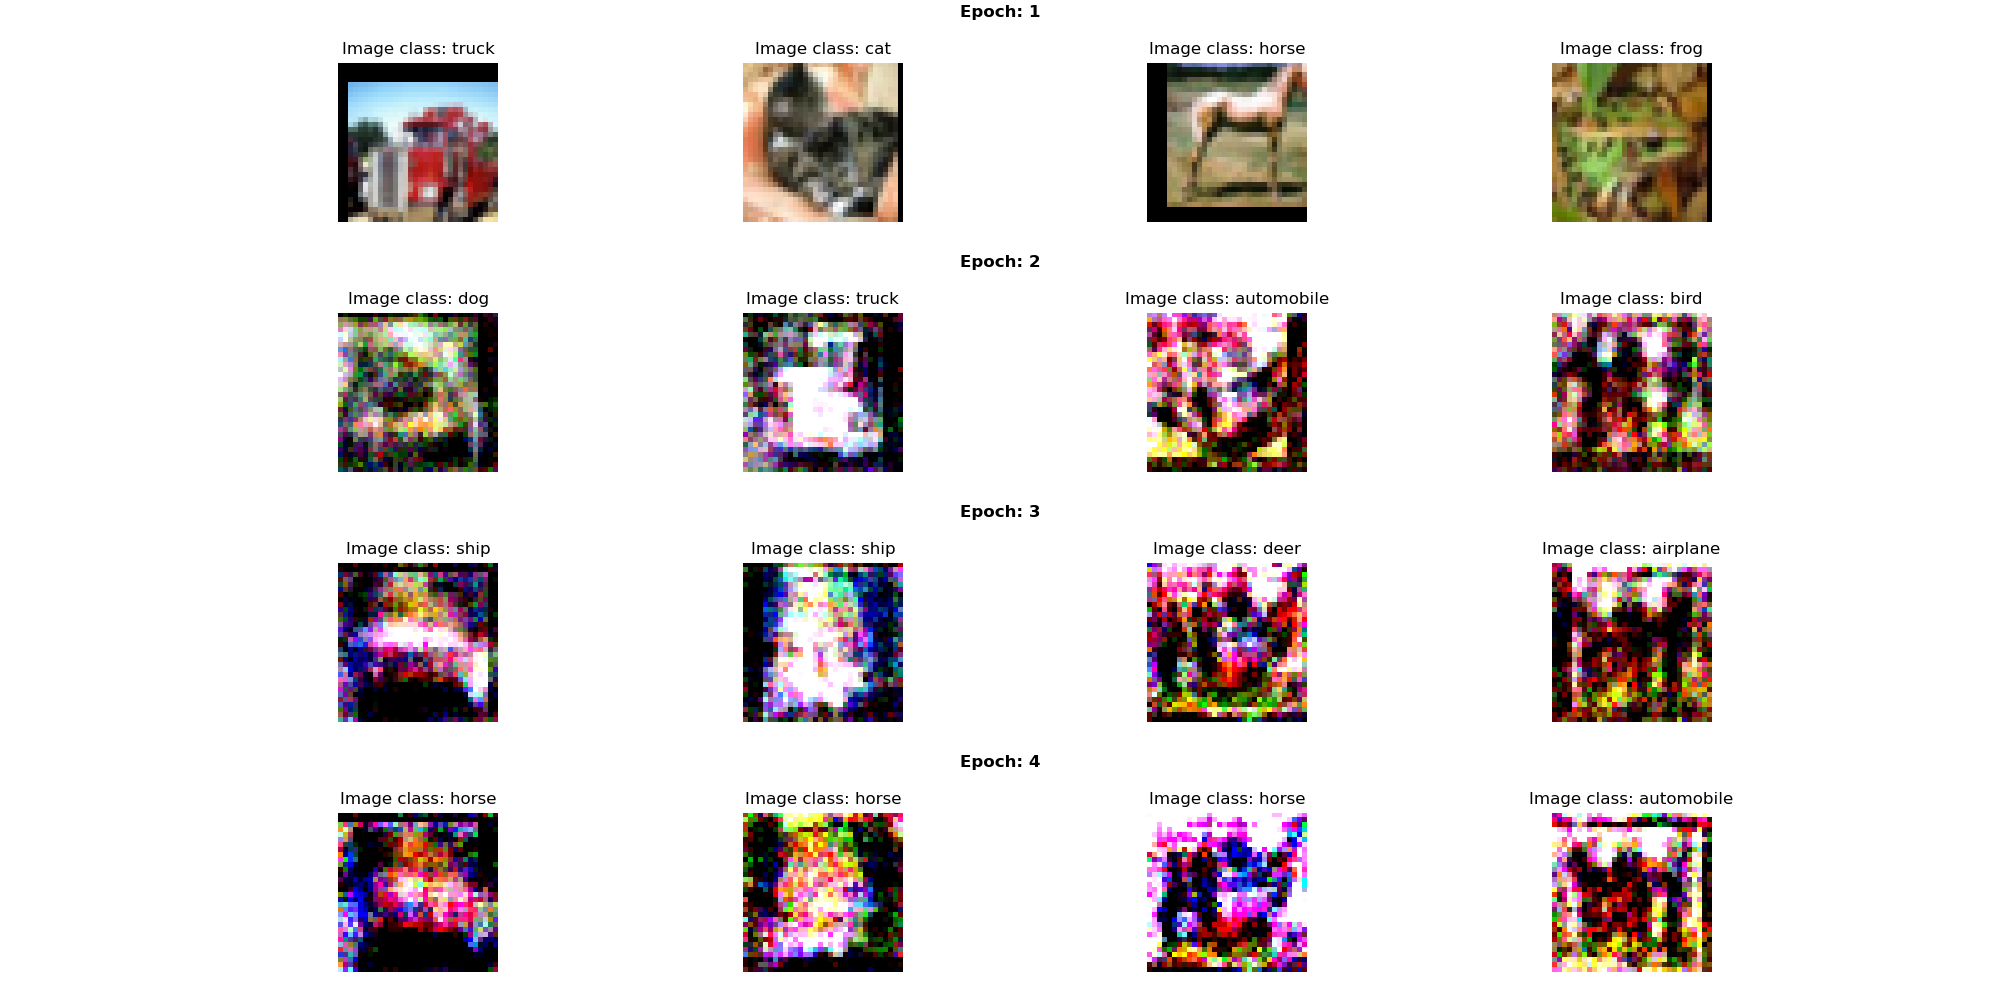 Epoch: 1
Image class: truck
Image class: cat
Image class: horse
Image class: frog
Epoch: 2
Image class: dog
Image class: truck
Image class: automobile
Image class: bird
Epoch: 3
Image class: ship
Image class: ship
Image class: deer
Image class: airplane
Epoch: 4
Image class: horse
Image class: horse
Image class: horse
Image class: automobile